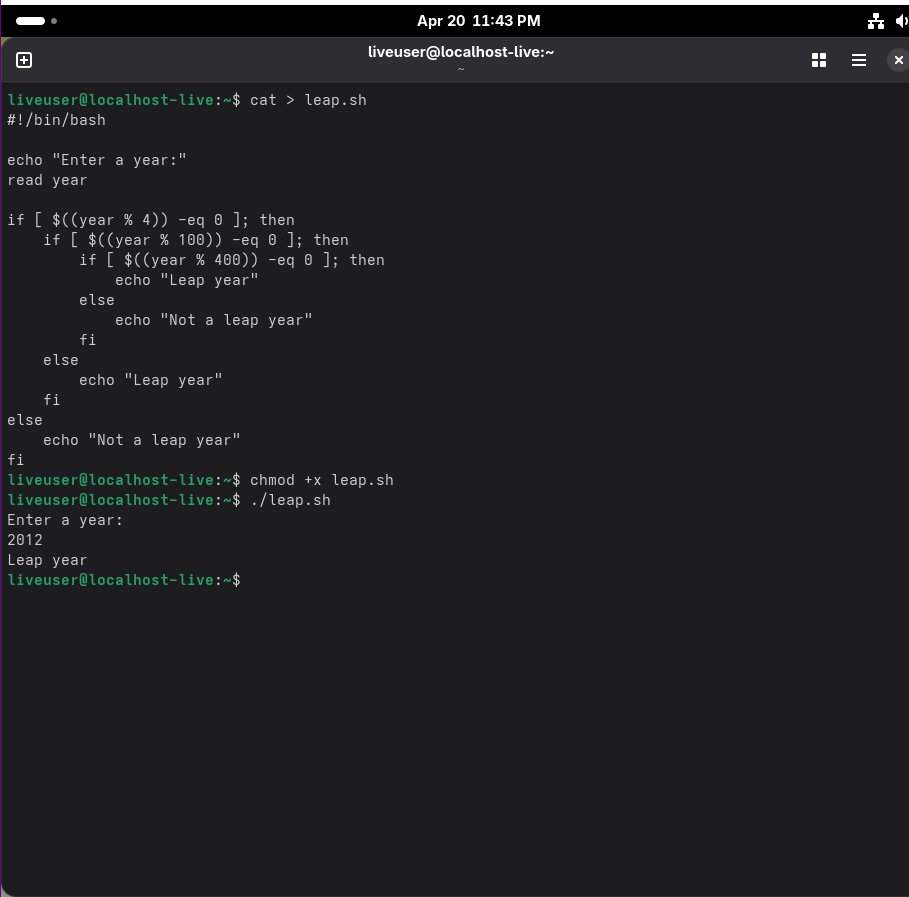 Apr 20 11:43 PM
liveuser@localhost-live:~
~
liveuser@localhost-live:~$ cat > leap.sh
#!/bin/bash

echo "Enter a year:"
read year

if [ $((year % 4)) -eq 0 ]; then
    if [ $((year % 100)) -eq 0 ]; then
        if [ $((year % 400)) -eq 0 ]; then
            echo "Leap year"
        else
            echo "Not a leap year"
        fi
    else
        echo "Leap year"
    fi
else
    echo "Not a leap year"
fi
liveuser@localhost-live:~$ chmod +x leap.sh
liveuser@localhost-live:~$ ./leap.sh
Enter a year:
2012
Leap year
liveuser@localhost-live:~$